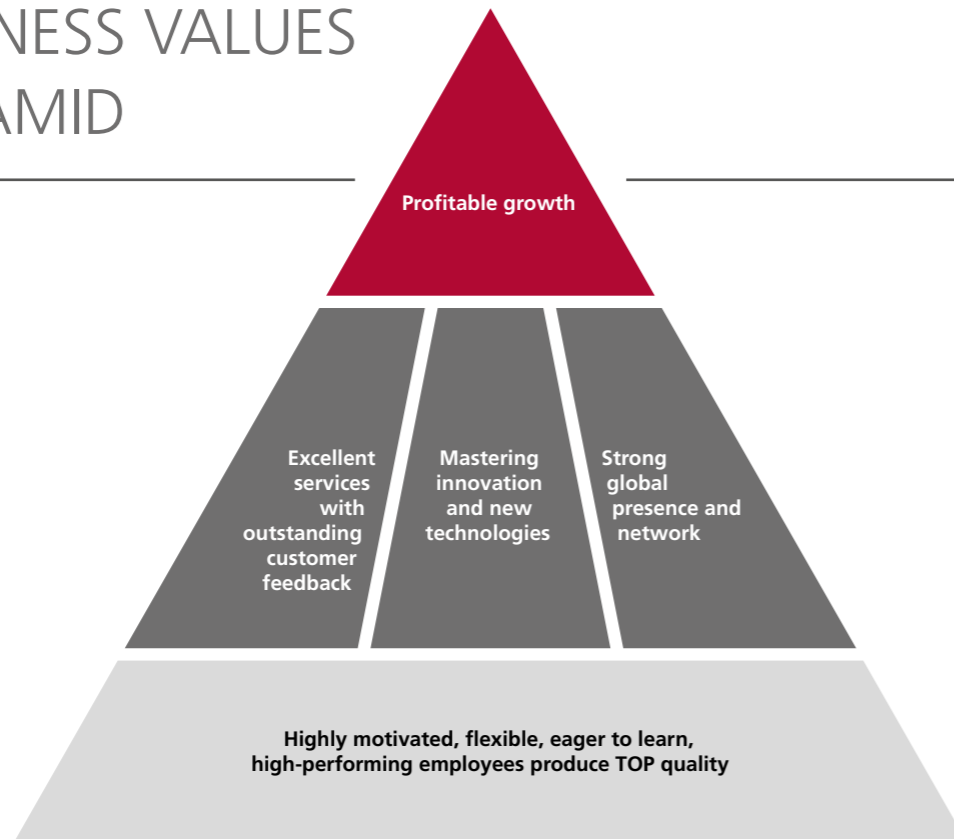 NESS VALUES
AMID
Profitable growth
Excellent
services
with
outstanding
customer
feedback
Mastering
innovation
and new
technologies
Strong
global
presence and
network
Highly motivated, flexible, eager to learn,
high-performing employees produce TOP quality